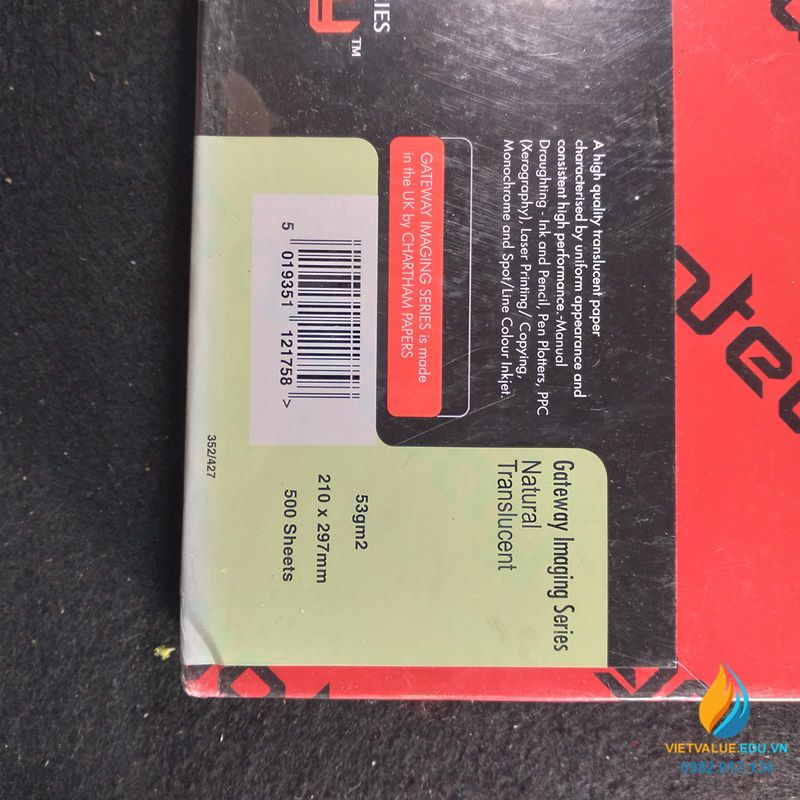 IES
™
A high quality translucent paper
characterised by uniform appearance and
consistent high performance.-Manual
Draughting - Ink and Pencil, Pen Plotters, PPC
(Xerography), Laser Printing/ Copying,
Monochrome and Spot/Line Colour Inkjet.
GATEWAY IMAGING SERIES is made
in the UK by CHARTHAM PAPERS
5 019351 121758 >
Gateway Imaging Series
Natural
Translucent
53gm2
210 x 297mm
500 Sheets
352/427
VIETVALUE.EDU.VN
0982.917.134